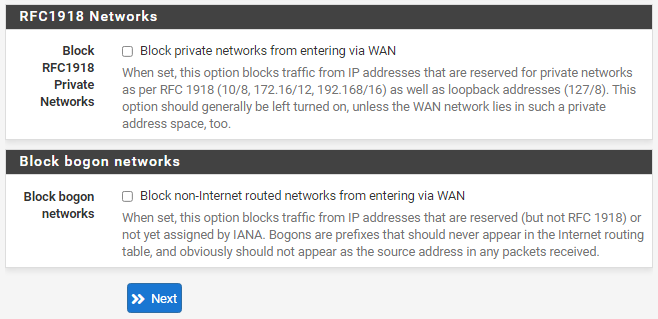 RFC1918 Networks
Block
RFC1918
Private
Networks
Block private networks from entering via WAN
When set, this option blocks traffic from IP addresses that are reserved for private networks
as per RFC 1918 (10/8, 172.16/12, 192.168/16) as well as loopback addresses (127/8). This
option should generally be left turned on, unless the WAN network lies in such a private
address space, too.
Block bogon networks
Block bogon
networks
Block non-Internet routed networks from entering via WAN
When set, this option blocks traffic from IP addresses that are reserved (but not RFC 1918) or
not yet assigned by IANA. Bogons are prefixes that should never appear in the Internet routing
table, and obviously should not appear as the source address in any packets received.
Next